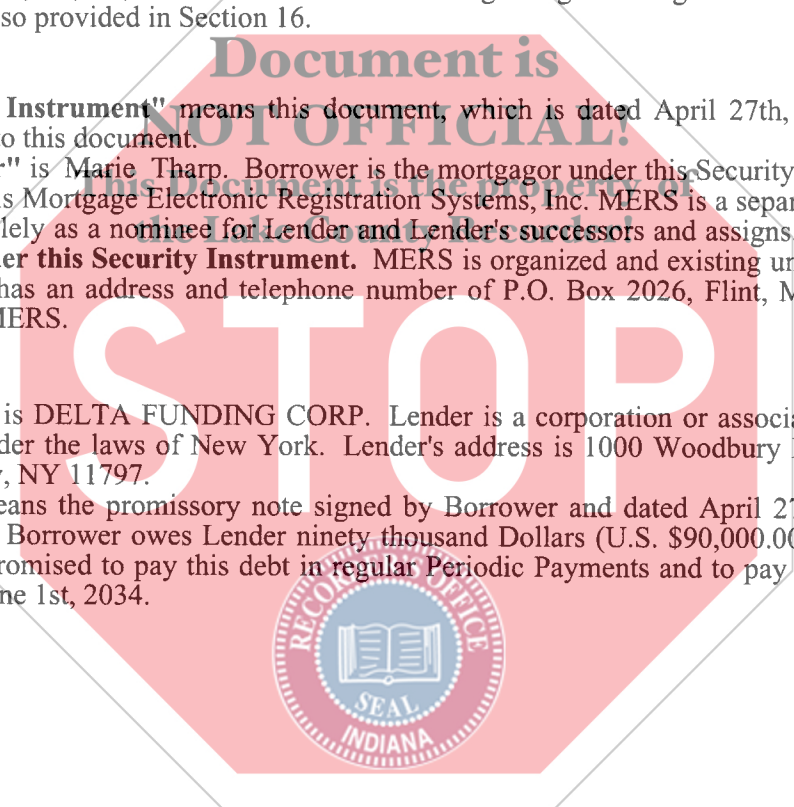 so provided in Section 16.
Document is
Instrument" means this document, which is dated April 27th,
NOT OFFICIAL!
o this document.
r" is Marie Tharp. Borrower is the mortgagor under this Security
This Document is the property of
is Mortgage Electronic Registration Systems, Inc. MERS is a separ
lely as a nominee for Lender and Lender's successors and assigns.
the Lake County Recorder!
er this Security Instrument. MERS is organized and existing un
has an address and telephone number of P.O. Box 2026, Flint, M
MERS.
STOP
is DELTA FUNDING CORP. Lender is a corporation or associa
der the laws of New York. Lender's address is 1000 Woodbury
, NY 11797.
eans the promissory note signed by Borrower and dated April 27
Borrower owes Lender ninety thousand Dollars (U.S. $90,000.00
romised to pay this debt in regular Periodic Payments and to pay
ne 1st, 2034.
RECORDER'S OFFICE
SEAL
INDIANA